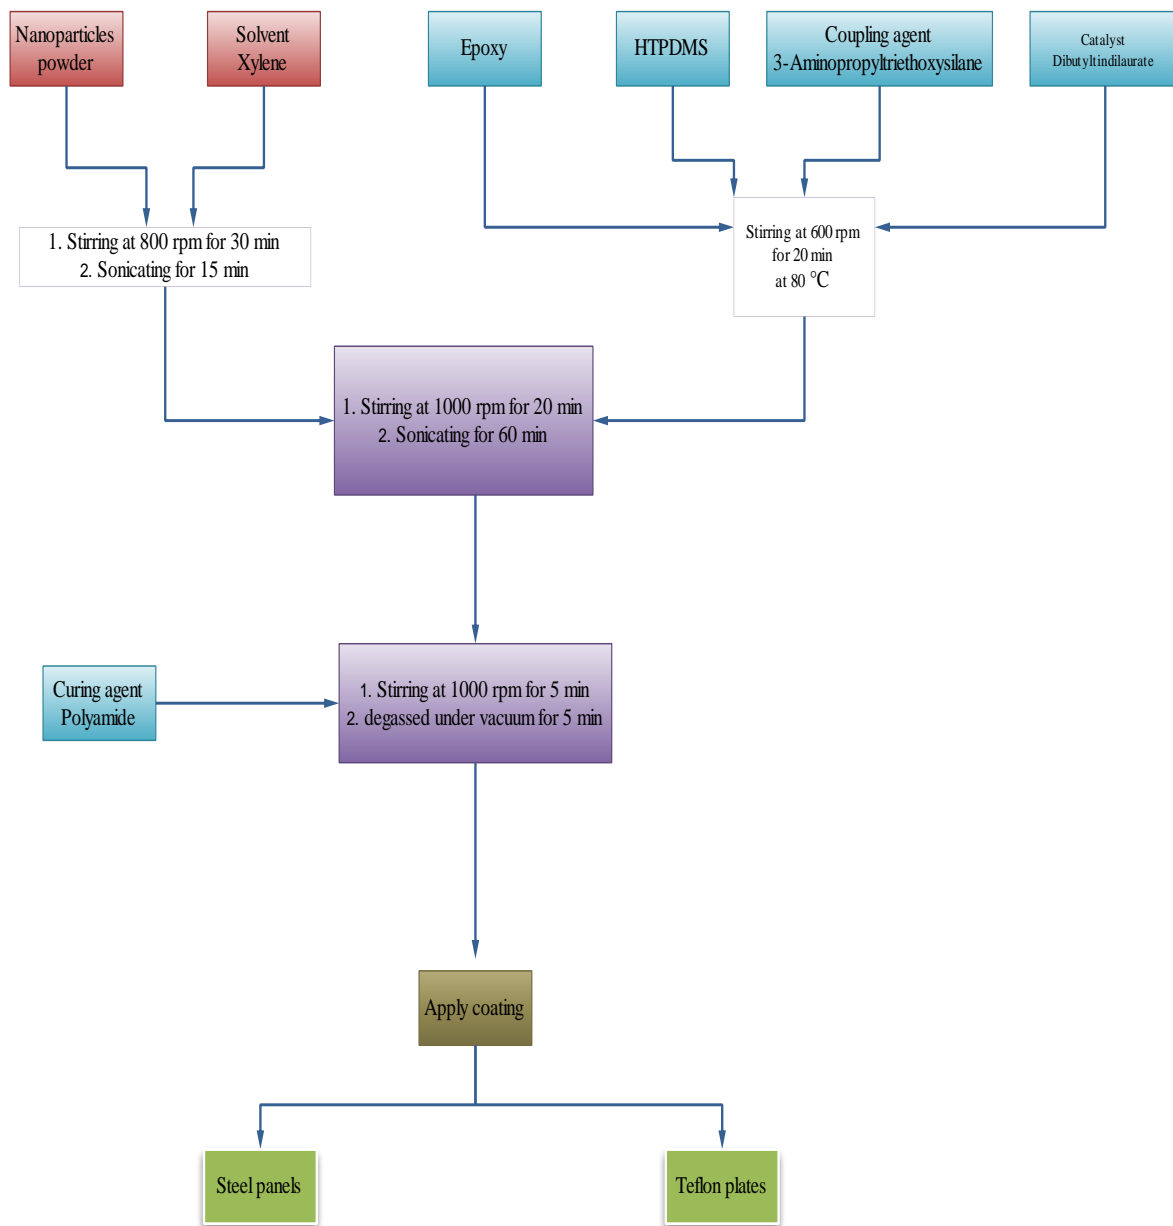 Nanoparticles
powder
Solvent
Xylene
Epoxy
HTPDMS
Coupling agent
3-Aminopropyltriethoxysilane
Catalyst
Dibutyltindilaurate
1. Stirring at 800 rpm for 30 min
2. Sonicating for 15 min
Stirring at 600 rpm
for 20 min
at 80 °C
1. Stirring at 1000 rpm for 20 min
2. Sonicating for 60 min
Curing agent
Polyamide
1. Stirring at 1000 rpm for 5 min
2. degassed under vacuum for 5 min
Apply coating
Steel panels
Teflon plates